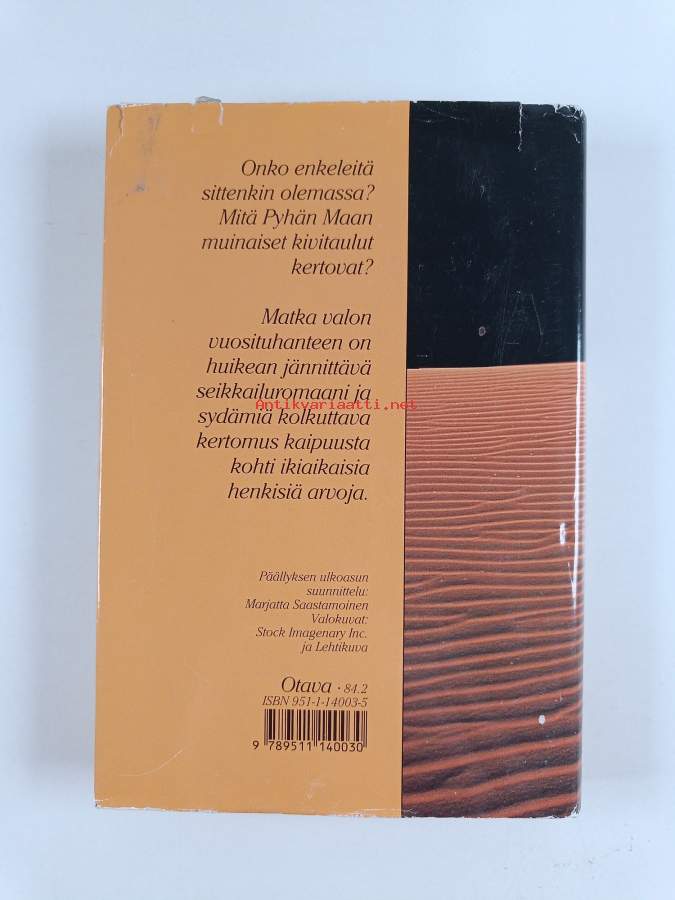 Onko enkeleitä
sittenkin olemassa?
Mitä Pyhän Maan
muinaiset kivitaulut
kertovat?
Matka valon
vuosituhanteen on
huikean jännittävä
seikkailuromaani ja
Antikvariaatti.net
sydämiä kolkuttava
kertomus kaipuusta
kohti ikiaikaisia
henkisiä arvoja.
Päällyksen ulkoasun
suunnittelu:
Marjatta Saastamoinen
Valokuvat:
Stock Imagenary Inc.
ja Lehtikuva
Otava · 84.2
ISBN 951-1-14003-5
9 789511 140030